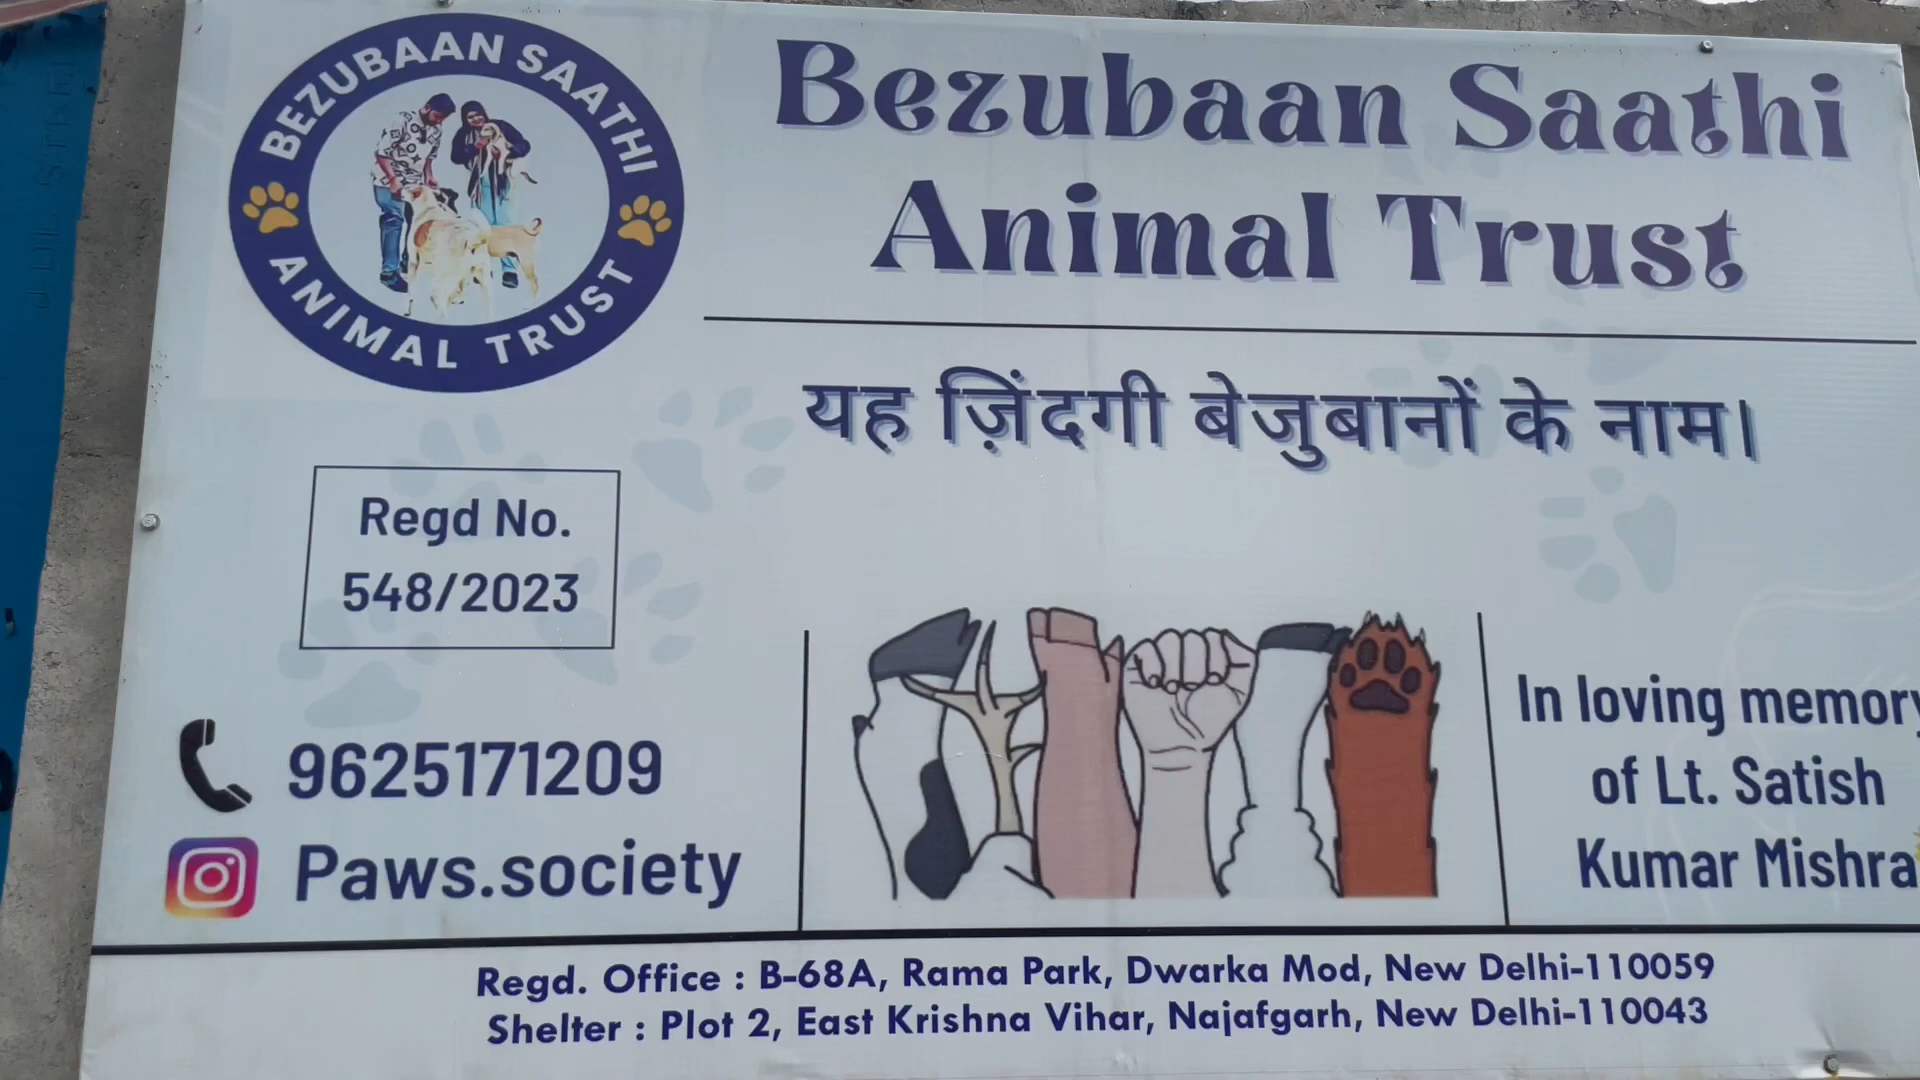 BEZUBAAN SAATHI
ANIMAL TRUST
Bezubaan Saathi
Animal Trust
यह ज़िंदगी बेजुबानों के नाम।
Regd No.
548/2023
9625171209
Paws.society
In loving memory
of Lt. Satish
Kumar Mishra
Regd. Office : B-68A, Rama Park, Dwarka Mod, New Delhi-110059
Shelter : Plot 2, East Krishna Vihar, Najafgarh, New Delhi-110043